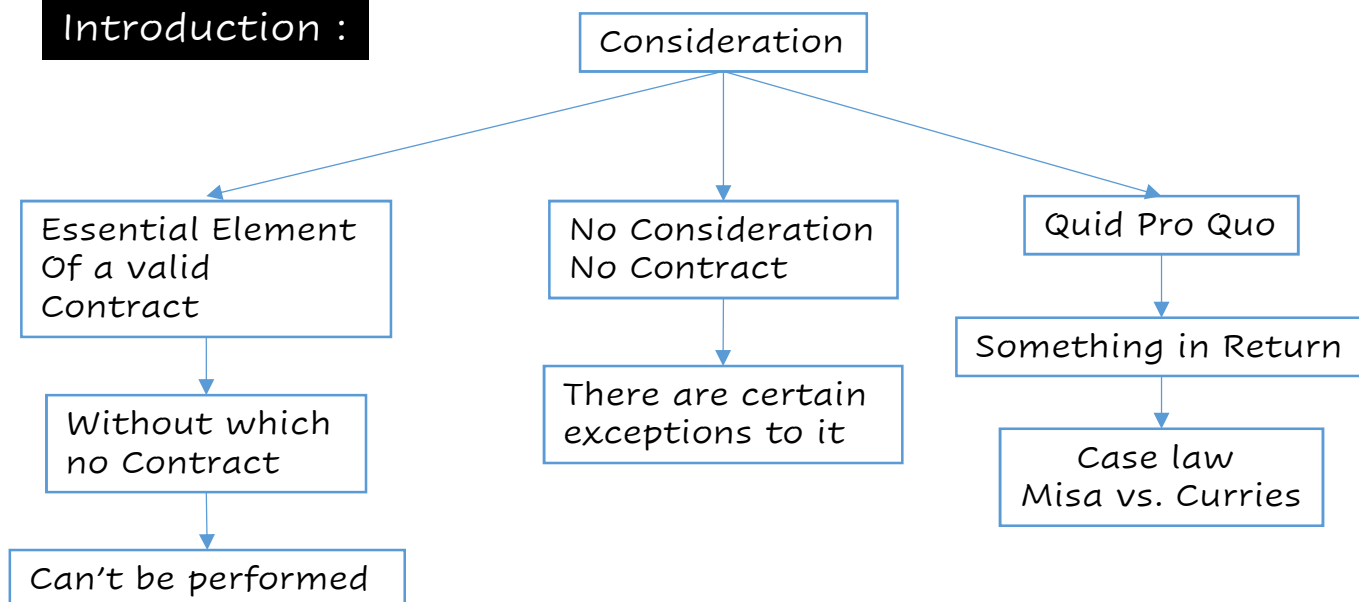 Introduction :
Consideration
Essential Element
Of a valid
Contract
Without which
no Contract
Can't be performed
No Consideration
No Contract
There are certain
exceptions to it
Quid Pro Quo
Something in Return
Case law
Misa vs. Curries